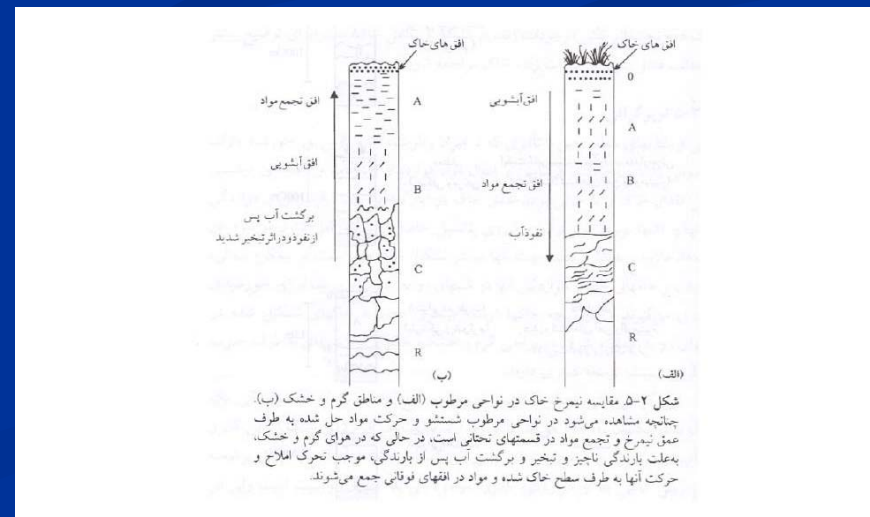 افق های خاک
0
افق آبشویی
A
افق تجمع مواد
B
نفوذ آب
C
R
(الف)
افق های خاک
افق تجمع مواد
A
افق آبشویی
B
برگشت آب پس
از نفوذ در اثر تبخیر شدید
C
R
(ب)
شکل ۲-۵. مقایسه نیمرخ خاک در نواحی مرطوب (الف) و مناطق گرم و خشک (ب).
چنانچه مشاهده می‌شود در نواحی مرطوب شستشو و حرکت مواد حل شده به طرف
عمق نیمرخ و تجمع مواد در قسمتهای تحتانی است، در حالی که در هوای گرم و خشک،
به‌علت بارندگی ناچیز و تبخیر و برگشت آب پس از بارندگی، موجب تحرک املاح و
حرکت آنها به طرف سطح خاک شده و مواد در افقهای فوقانی جمع می‌شوند.